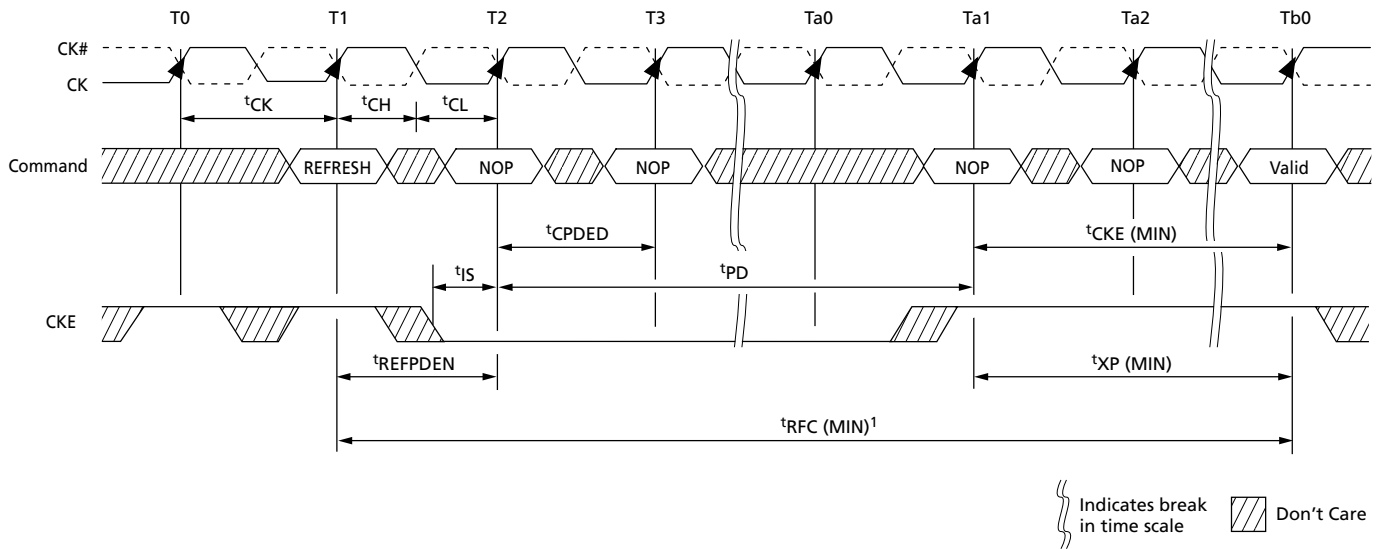 T0 T1 T2 T3 Ta0 Ta1 Ta2 Tb0
CK#
CK
tCK tCH tCL
Command REFRESH NOP NOP NOP NOP Valid
tCPDED tCKE (MIN)
tIS tPD
CKE
tREFPDEN tXP (MIN)
tRFC (MIN)1
Indicates break
in time scale
Don't Care